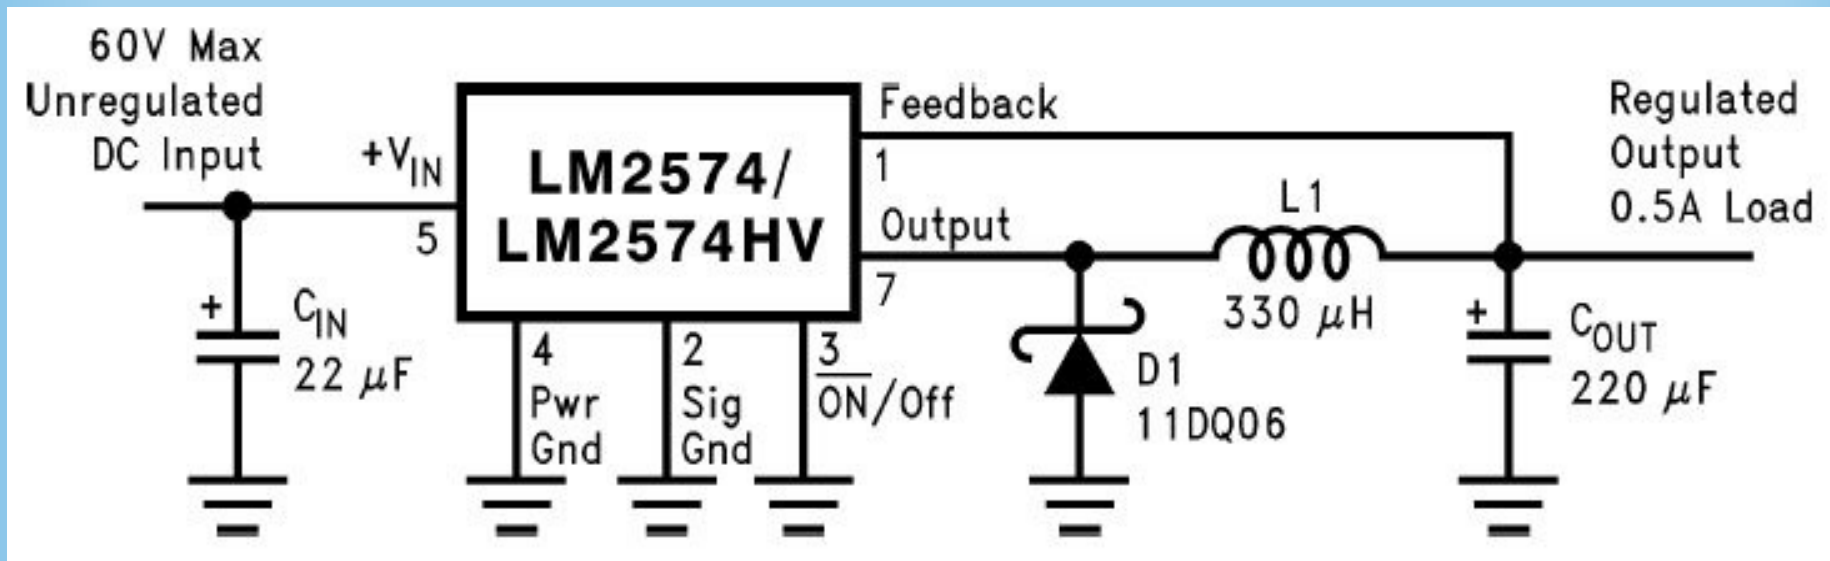 60V Max
Unregulated
DC Input
+VIN
5
LM2574/
LM2574HV
Feedback
1
Output
7
4
Pwr
Gnd
2
Sig
Gnd
3
ON/Off
+
CIN
22 μF
D1
11DQ06
L1
330 μH
+
COUT
220 μF
Regulated
Output
0.5A Load